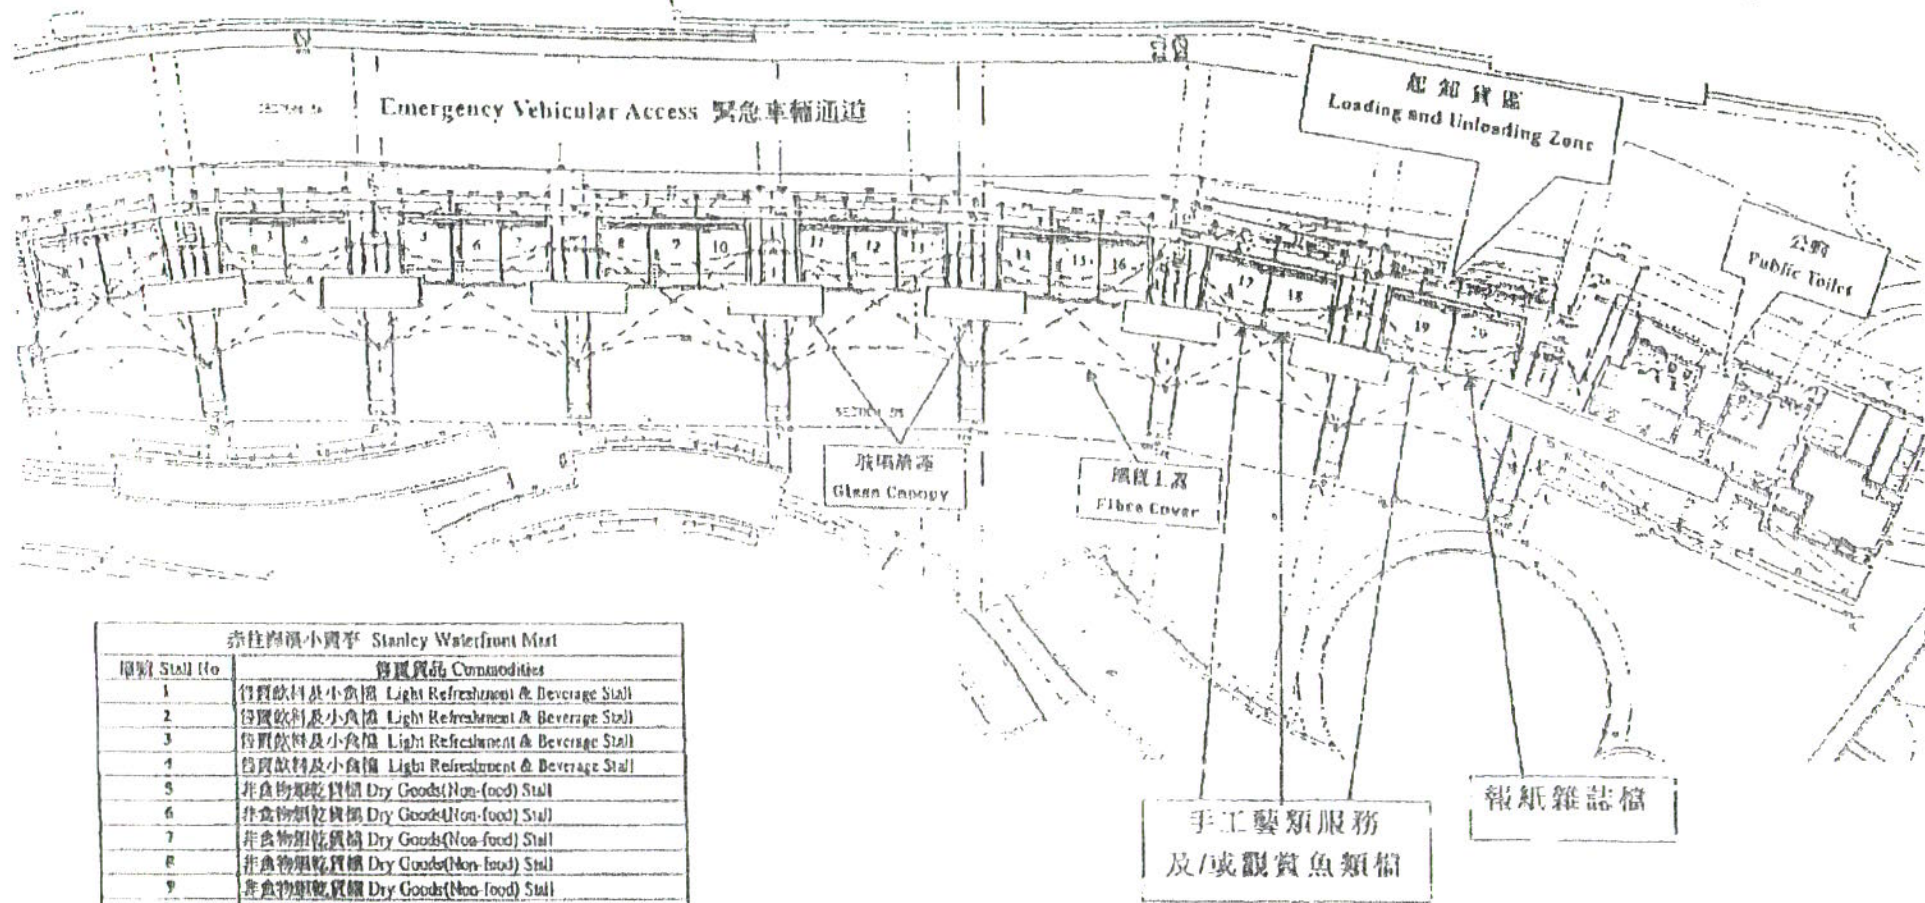 Emergency Vehicular Access 緊急車輛通道
起卸貨區
Loading and Unloading Zone
公廁
Public Toilet
1
3
4
5
6
7
8
9
10
11
12
13
14
15
16
17
18
19
20
Glass Canopy
Fibre Cover
手工藝類服務
及/或觀賞魚類檔
報紙雜誌檔
赤柱海濱小賣亭 Stanley Waterfront Mart
檔號 Stall No 售賣貨品 Commodities
1 售賣飲料及小食檔 Light Refreshment & Beverage Stall
2 售賣飲料及小食檔 Light Refreshment & Beverage Stall
3 售賣飲料及小食檔 Light Refreshment & Beverage Stall
4 售賣飲料及小食檔 Light Refreshment & Beverage Stall
5 非食物類乾貨檔 Dry Goods(Non-food) Stall
6 非食物類乾貨檔 Dry Goods(Non-food) Stall
7 非食物類乾貨檔 Dry Goods(Non-food) Stall
8 非食物類乾貨檔 Dry Goods(Non-food) Stall
9 非食物類乾貨檔 Dry Goods(Non-food) Stall